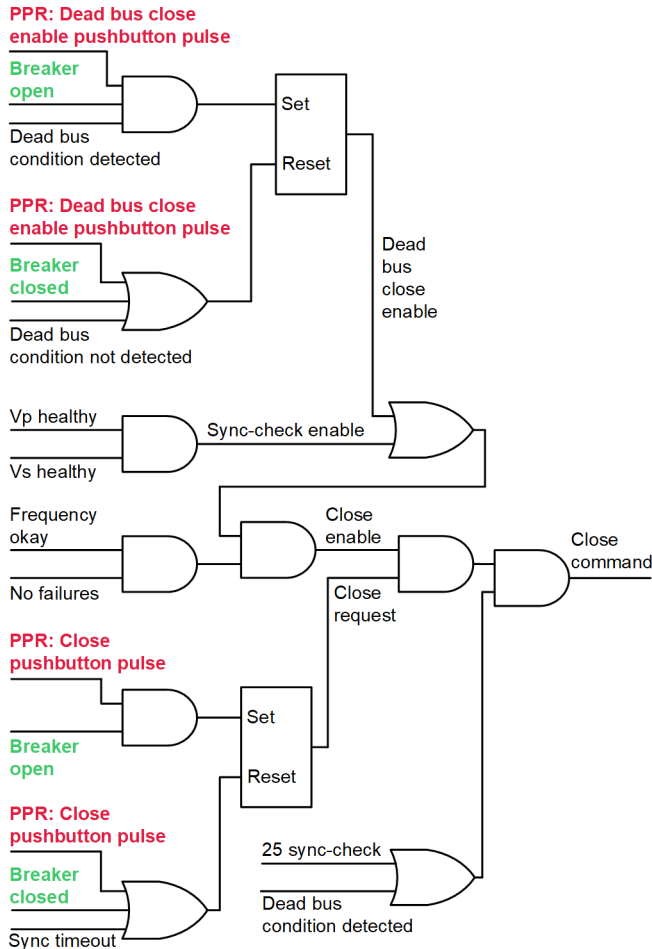 PPR: Dead bus close
enable pushbutton pulse
Breaker
open
Dead bus
condition detected
Set
Reset
PPR: Dead bus close
enable pushbutton pulse
Breaker
closed
Dead bus
condition not detected
Dead
bus
close
enable
Vp healthy
Vs healthy
Sync-check enable
Frequency
okay
No failures
Close
enable
Close
request
Close
command
PPR: Close
pushbutton pulse
Breaker
open
Set
Reset
PPR: Close
pushbutton pulse
Breaker
closed
Sync timeout
25 sync-check
Dead bus
condition detected